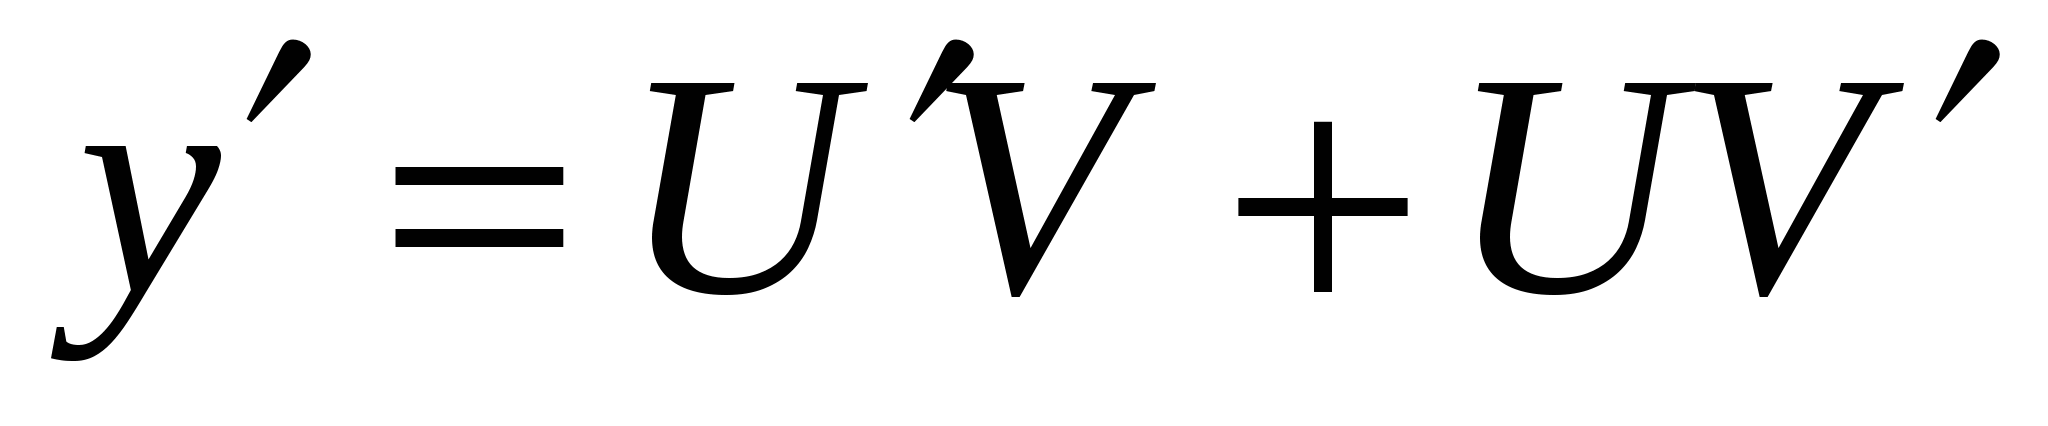 y′ = U′V + UV′